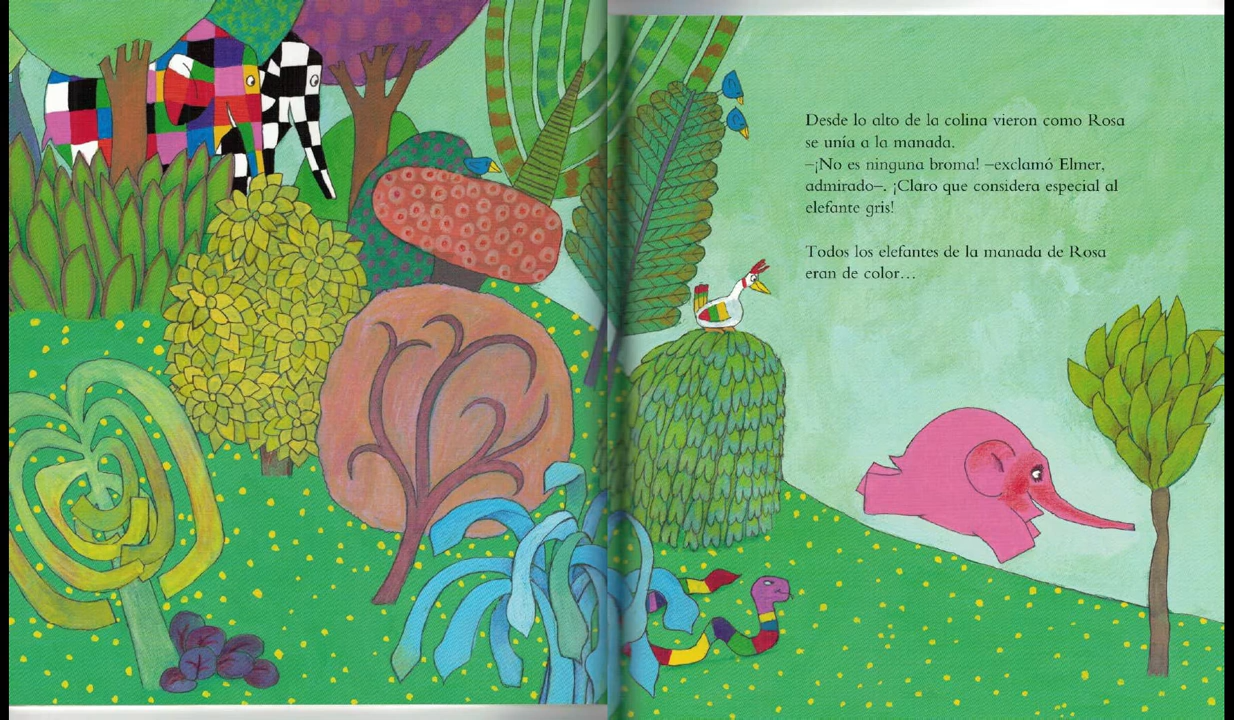 Desde lo alto de la colina vieron como Rosa
se unía a la manada.
–¡No es ninguna broma! –exclamó Elmer,
admirado–. ¡Claro que considera especial al
elefante gris!
Todos los elefantes de la manada de Rosa
eran de color...